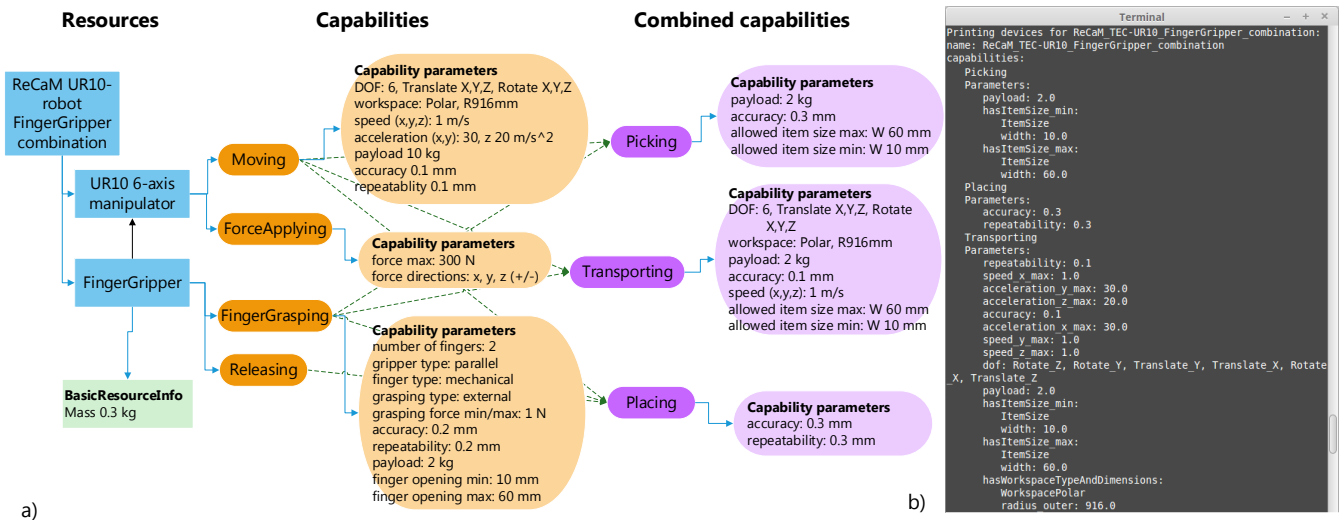 Resources
Capabilities
Combined capabilities
ReCaM UR10-
robot
FingerGripper
combination
UR10 6-axis
manipulator
FingerGripper
BasicResourceInfo
Mass 0.3 kg
Moving
ForceApplying
FingerGrasping
Releasing
Capability parameters
DOF: 6, Translate X,Y,Z, Rotate X,Y,Z
workspace: Polar, R916mm
speed (x,y,z): 1 m/s
acceleration (x,y): 30, z 20 m/s^2
payload 10 kg
accuracy 0.1 mm
repeatablity 0.1 mm
Capability parameters
force max: 300 N
force directions: x, y, z (+/-)
Capability parameters
number of fingers: 2
gripper type: parallel
finger type: mechanical
grasping type: external
grasping force min/max: 1 N
accuracy: 0.2 mm
repeatability: 0.2 mm
payload: 2 kg
finger opening min: 10 mm
finger opening max: 60 mm
Picking
Transporting
Placing
Capability parameters
payload: 2 kg
accuracy: 0.3 mm
allowed item size max: W 60 mm
allowed item size min: W 10 mm
Capability parameters
DOF: 6, Translate X,Y,Z, Rotate
X,Y,Z
workspace: Polar, R916mm
payload: 2 kg
accuracy: 0.1 mm
speed (x,y,z): 1 m/s
allowed item size max: W 60 mm
allowed item size min: W 10 mm
Capability parameters
accuracy: 0.3 mm
repeatability: 0.3 mm
a)
b)
Terminal
Printing devices for ReCaM_TEC-UR10_FingerGripper_combination:
name: ReCaM_TEC-UR10_FingerGripper_combination
capabilities:
Picking
Parameters:
payload: 2.0
hasItemSize_min:
ItemSize
width: 10.0
hasItemSize_max:
ItemSize
width: 60.0
Placing
Parameters:
accuracy: 0.3
repeatability: 0.3
Transporting
Parameters:
repeatability: 0.1
speed_x_max: 1.0
acceleration_y_max: 30.0
acceleration_z_max: 20.0
accuracy: 0.1
acceleration_x_max: 30.0
speed_y_max: 1.0
speed_z_max: 1.0
dof: Rotate_Z, Rotate_Y, Translate_Y, Translate_X, Rotate
_X, Translate_Z
payload: 2.0
hasItemSize_min:
ItemSize
width: 10.0
hasItemSize_max:
ItemSize
width: 60.0
hasWorkspaceTypeAndDimensions:
WorkspacePolar
radius_outer: 916.0